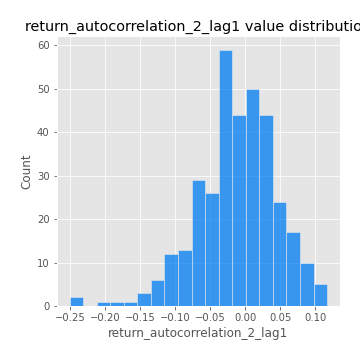 return_autocorrelation_2_lag1 value distributio
60
50
40
30
20
10
0
Count
−0.25 −0.20 −0.15 −0.10 −0.05 0.00 0.05 0.10
return_autocorrelation_2_lag1